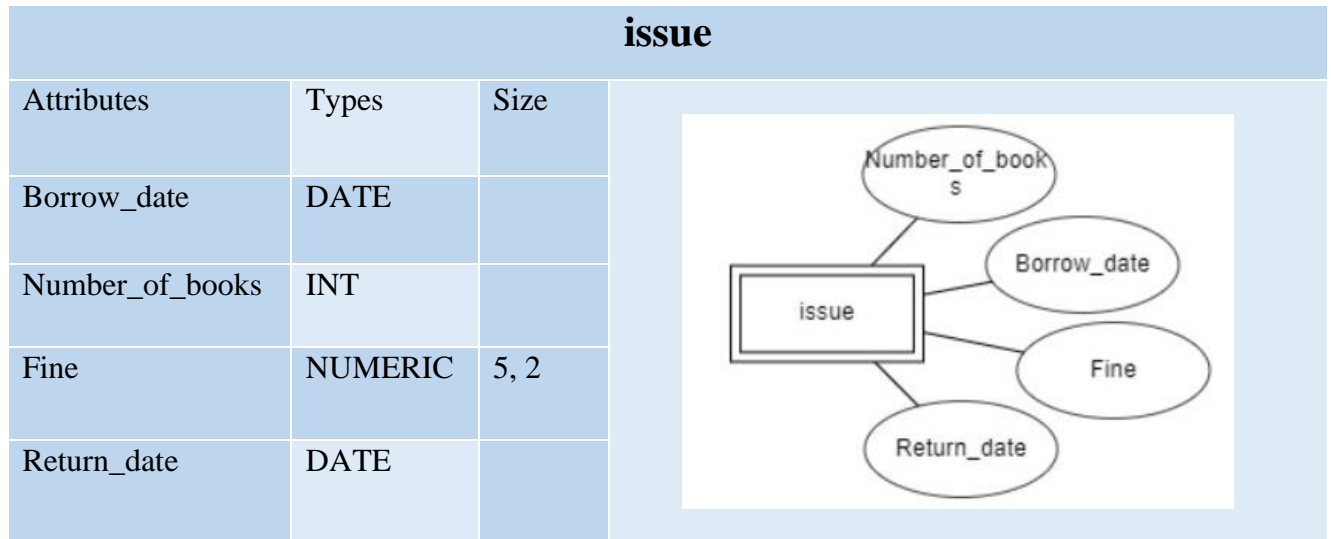 issue
Attributes Types Size
Borrow_date DATE
Number_of_books INT
Fine NUMERIC 5, 2
Return_date DATE
Number_of_book
s
Borrow_date
issue
Fine
Return_date